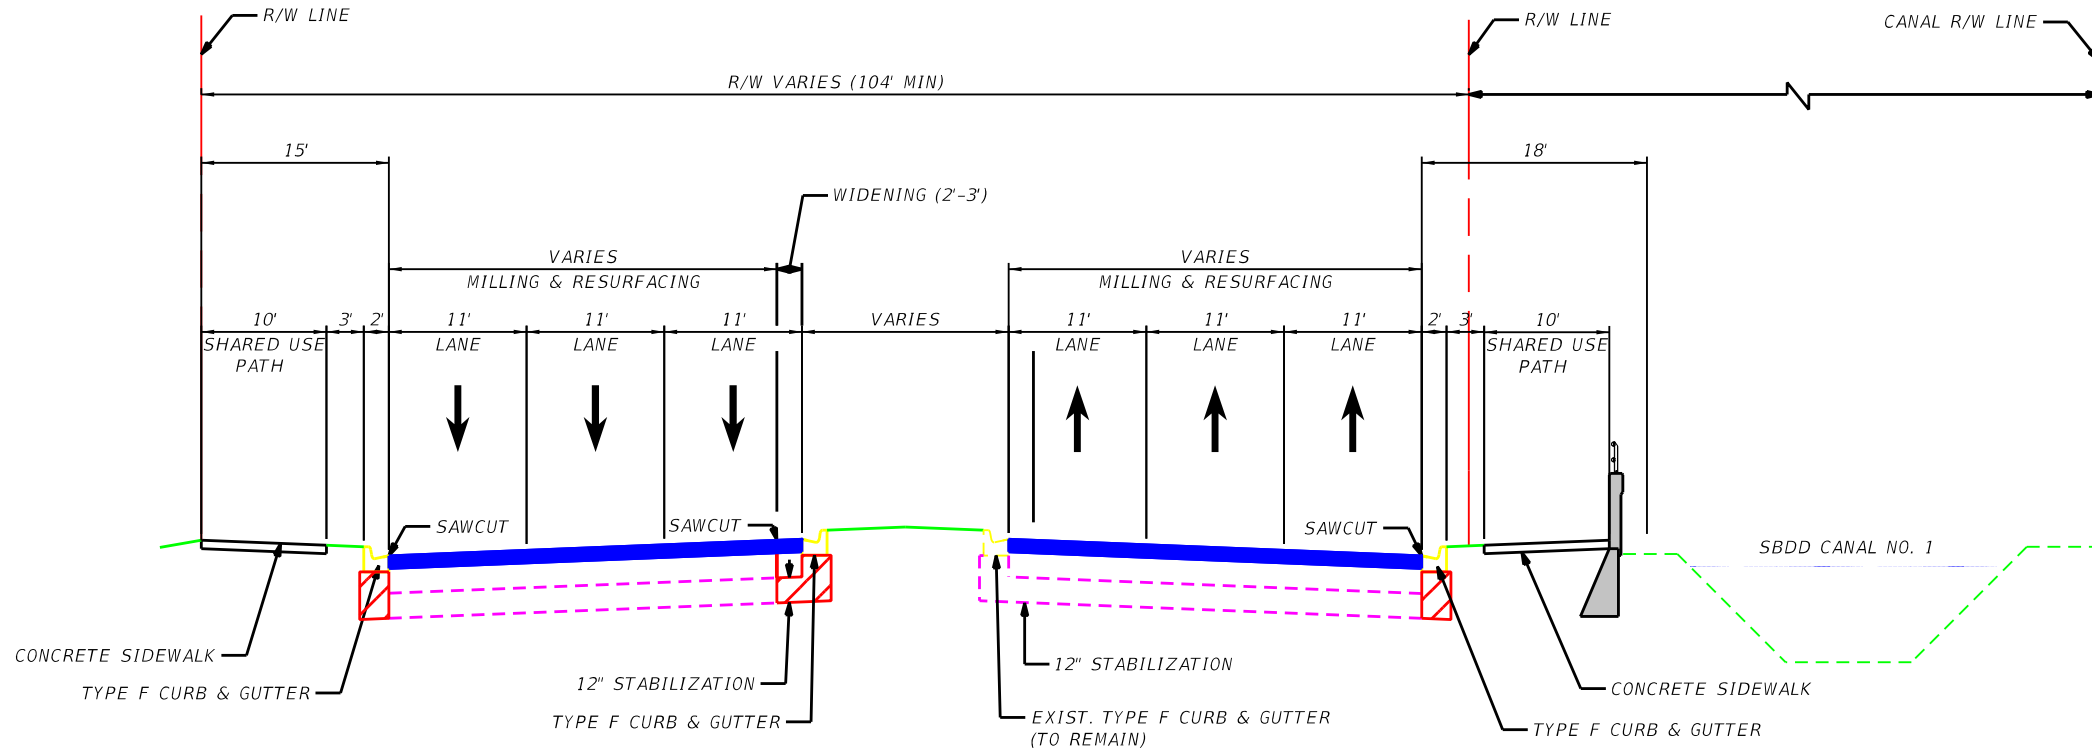 R/W LINE
R/W LINE
CANAL R/W LINE
R/W VARIES (104' MIN)
15'
18'
WIDENING (2'-3')
VARIES
MILLING & RESURFACING
VARIES
MILLING & RESURFACING
10'
3'
2'
11'
11'
11'
VARIES
11'
11'
11'
2'
3'
10'
SHARED USE
PATH
LANE
LANE
LANE
LANE
LANE
LANE
SHARED USE
PATH
SAWCUT
SAWCUT
SAWCUT
SBDD CANAL NO. 1
CONCRETE SIDEWALK
TYPE F CURB & GUTTER
12" STABILIZATION
TYPE F CURB & GUTTER
12" STABILIZATION
EXIST. TYPE F CURB & GUTTER
(TO REMAIN)
CONCRETE SIDEWALK
TYPE F CURB & GUTTER